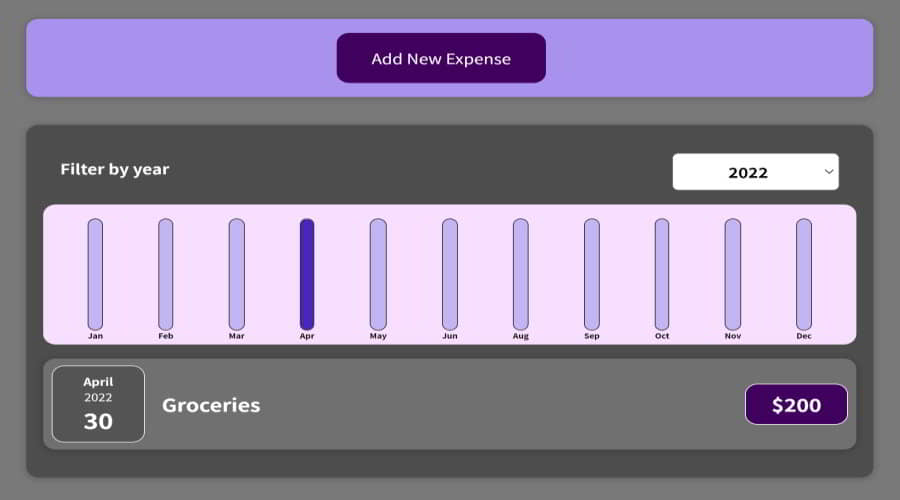 Add New Expense
Filter by year
2022
Jan Feb Mar Apr May Jun Aug Sep Oct Nov Dec
April
2022
30
Groceries
$200